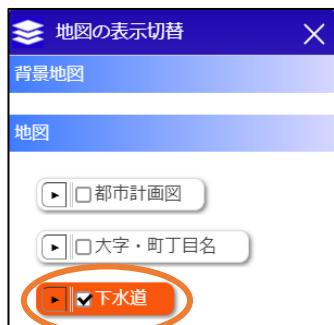 地図の表示切替
背景地図
地図
都市計画図
大字・町丁目名
下水道